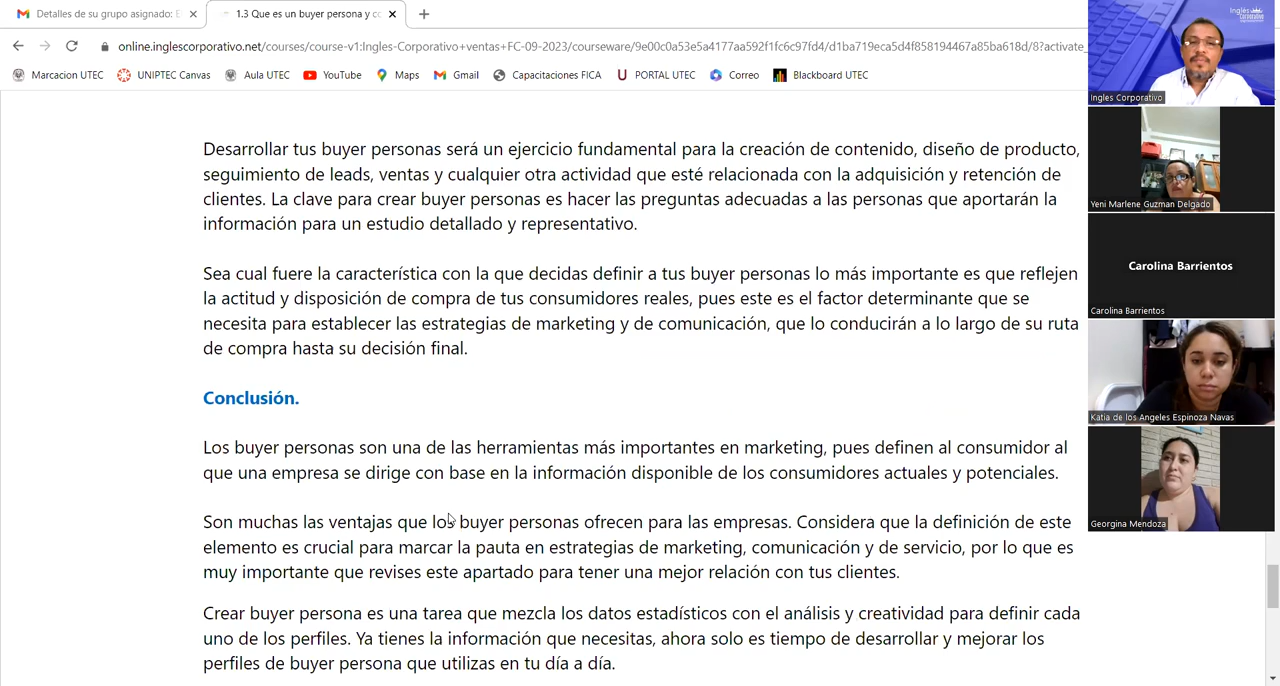 Detalles de su grupo asignado: E
1.3 Que es un buyer persona y co
online.inglescorporativo.net/courses/course-v1:Ingles-Corporativo+ventas+FC-09-2023/courseware/9e00c0a53e5a4177aa592f1fc6c97fd4/d1ba719eca5d4f858194467a85ba618d/8?activate_
Marcacion UTEC
UNIPTEC Canvas
Aula UTEC
YouTube
Maps
Gmail
Capacitaciones FICA
PORTAL UTEC
Correo
Blackboard UTEC
Desarrollar tus buyer personas será un ejercicio fundamental para la creación de contenido, diseño de producto,
seguimiento de leads, ventas y cualquier otra actividad que esté relacionada con la adquisición y retención de
clientes. La clave para crear buyer personas es hacer las preguntas adecuadas a las personas que aportarán la
información para un estudio detallado y representativo.
Sea cual fuere la característica con la que decidas definir a tus buyer personas lo más importante es que reflejen
la actitud y disposición de compra de tus consumidores reales, pues este es el factor determinante que se
necesita para establecer las estrategias de marketing y de comunicación, que lo conducirán a lo largo de su ruta
de compra hasta su decisión final.
Conclusión.
Los buyer personas son una de las herramientas más importantes en marketing, pues definen al consumidor al
que una empresa se dirige con base en la información disponible de los consumidores actuales y potenciales.
Son muchas las ventajas que los buyer personas ofrecen para las empresas. Considera que la definición de este
elemento es crucial para marcar la pauta en estrategias de marketing, comunicación y de servicio, por lo que es
muy importante que revises este apartado para tener una mejor relación con tus clientes.
Crear buyer persona es una tarea que mezcla los datos estadísticos con el análisis y creatividad para definir cada
uno de los perfiles. Ya tienes la información que necesitas, ahora solo es tiempo de desarrollar y mejorar los
perfiles de buyer persona que utilizas en tu día a día.
Inglés
Corporativo
Ingles Corporativo
Yeni Marlene Guzman Delgado
Carolina Barrientos
Carolina Barrientos
Katia de los Angeles Espinoza Navas
Georgina Mendoza